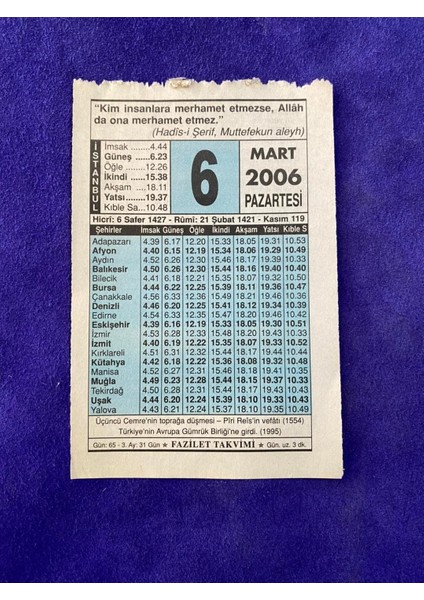 “Kim insanlara merhamet etmezse, Allâh
da ona merhamet etmez.”
(Hadîs-i Şerif, Muttefekun aleyh)
İSTANBUL
İmsak ......4.44
Güneş ......6.23
Öğle .......12.26
İkindi .....15.38
Akşam .....18.11
Yatsı......19.37
Kıble Sa...10.48
6
MART
2006
PAZARTESİ
Hicrî: 6 Safer 1427 - Rûmî: 21 Şubat 1421 - Kasım 119
Şehirler İmsak Güneş Öğle İkindi Akşam Yatsı Kıble S
Adapazarı 4.39 6.17 12.20 15.33 18.05 19.31 10.53
Afyon 4.40 6.15 12.19 15.34 18.06 19.29 10.49
Aydın 4.52 6.26 12.30 15.46 18.18 19.40 10.36
Balıkesir 4.50 6.26 12.30 15.44 18.16 19.40 10.40
Bilecik 4.41 6.18 12.21 15.35 18.07 19.32 10.50
Bursa 4.44 6.22 12.25 15.39 18.11 19.35 10.47
Çanakkale 4.56 6.33 12.36 15.50 18.21 19.46 10.36
Denizli 4.46 6.20 12.25 15.41 18.12 19.34 10.39
Edirne 4.54 6.33 12.35 15.47 18.20 19.46 10.40
Eskişehir 4.39 6.16 12.19 15.33 18.05 19.30 10.51
İzmir 4.53 6.28 12.33 15.48 18.20 19.42 10.35
İzmit 4.40 6.19 12.22 15.35 18.07 19.33 10.52
Kırklareli 4.51 6.31 12.32 15.45 18.18 19.44 10.43
Kütahya 4.42 6.18 12.22 15.36 18.08 19.32 10.48
Manisa 4.52 6.27 12.31 15.46 18.18 19.41 10.37
Muğla 4.49 6.23 12.28 15.44 18.15 19.37 10.33
Tekirdağ 4.50 6.28 12.31 15.44 18.17 19.43 10.43
Uşak 4.44 6.20 12.24 15.39 18.10 19.33 10.43
Yalova 4.43 6.21 12.24 15.37 18.10 19.35 10.49
Üçüncü Cemre'nin toprağa düşmesi – Pîrî Reîs'in vefâtı (1554)
Türkiye'nin Avrupa Gümrük Birliği'ne girdi. (1995)
Gün: 65 - 3. Ay: 31 Gün ★ FAZİLET TAKVİMİ ★ Gün. uz. 3 dk.